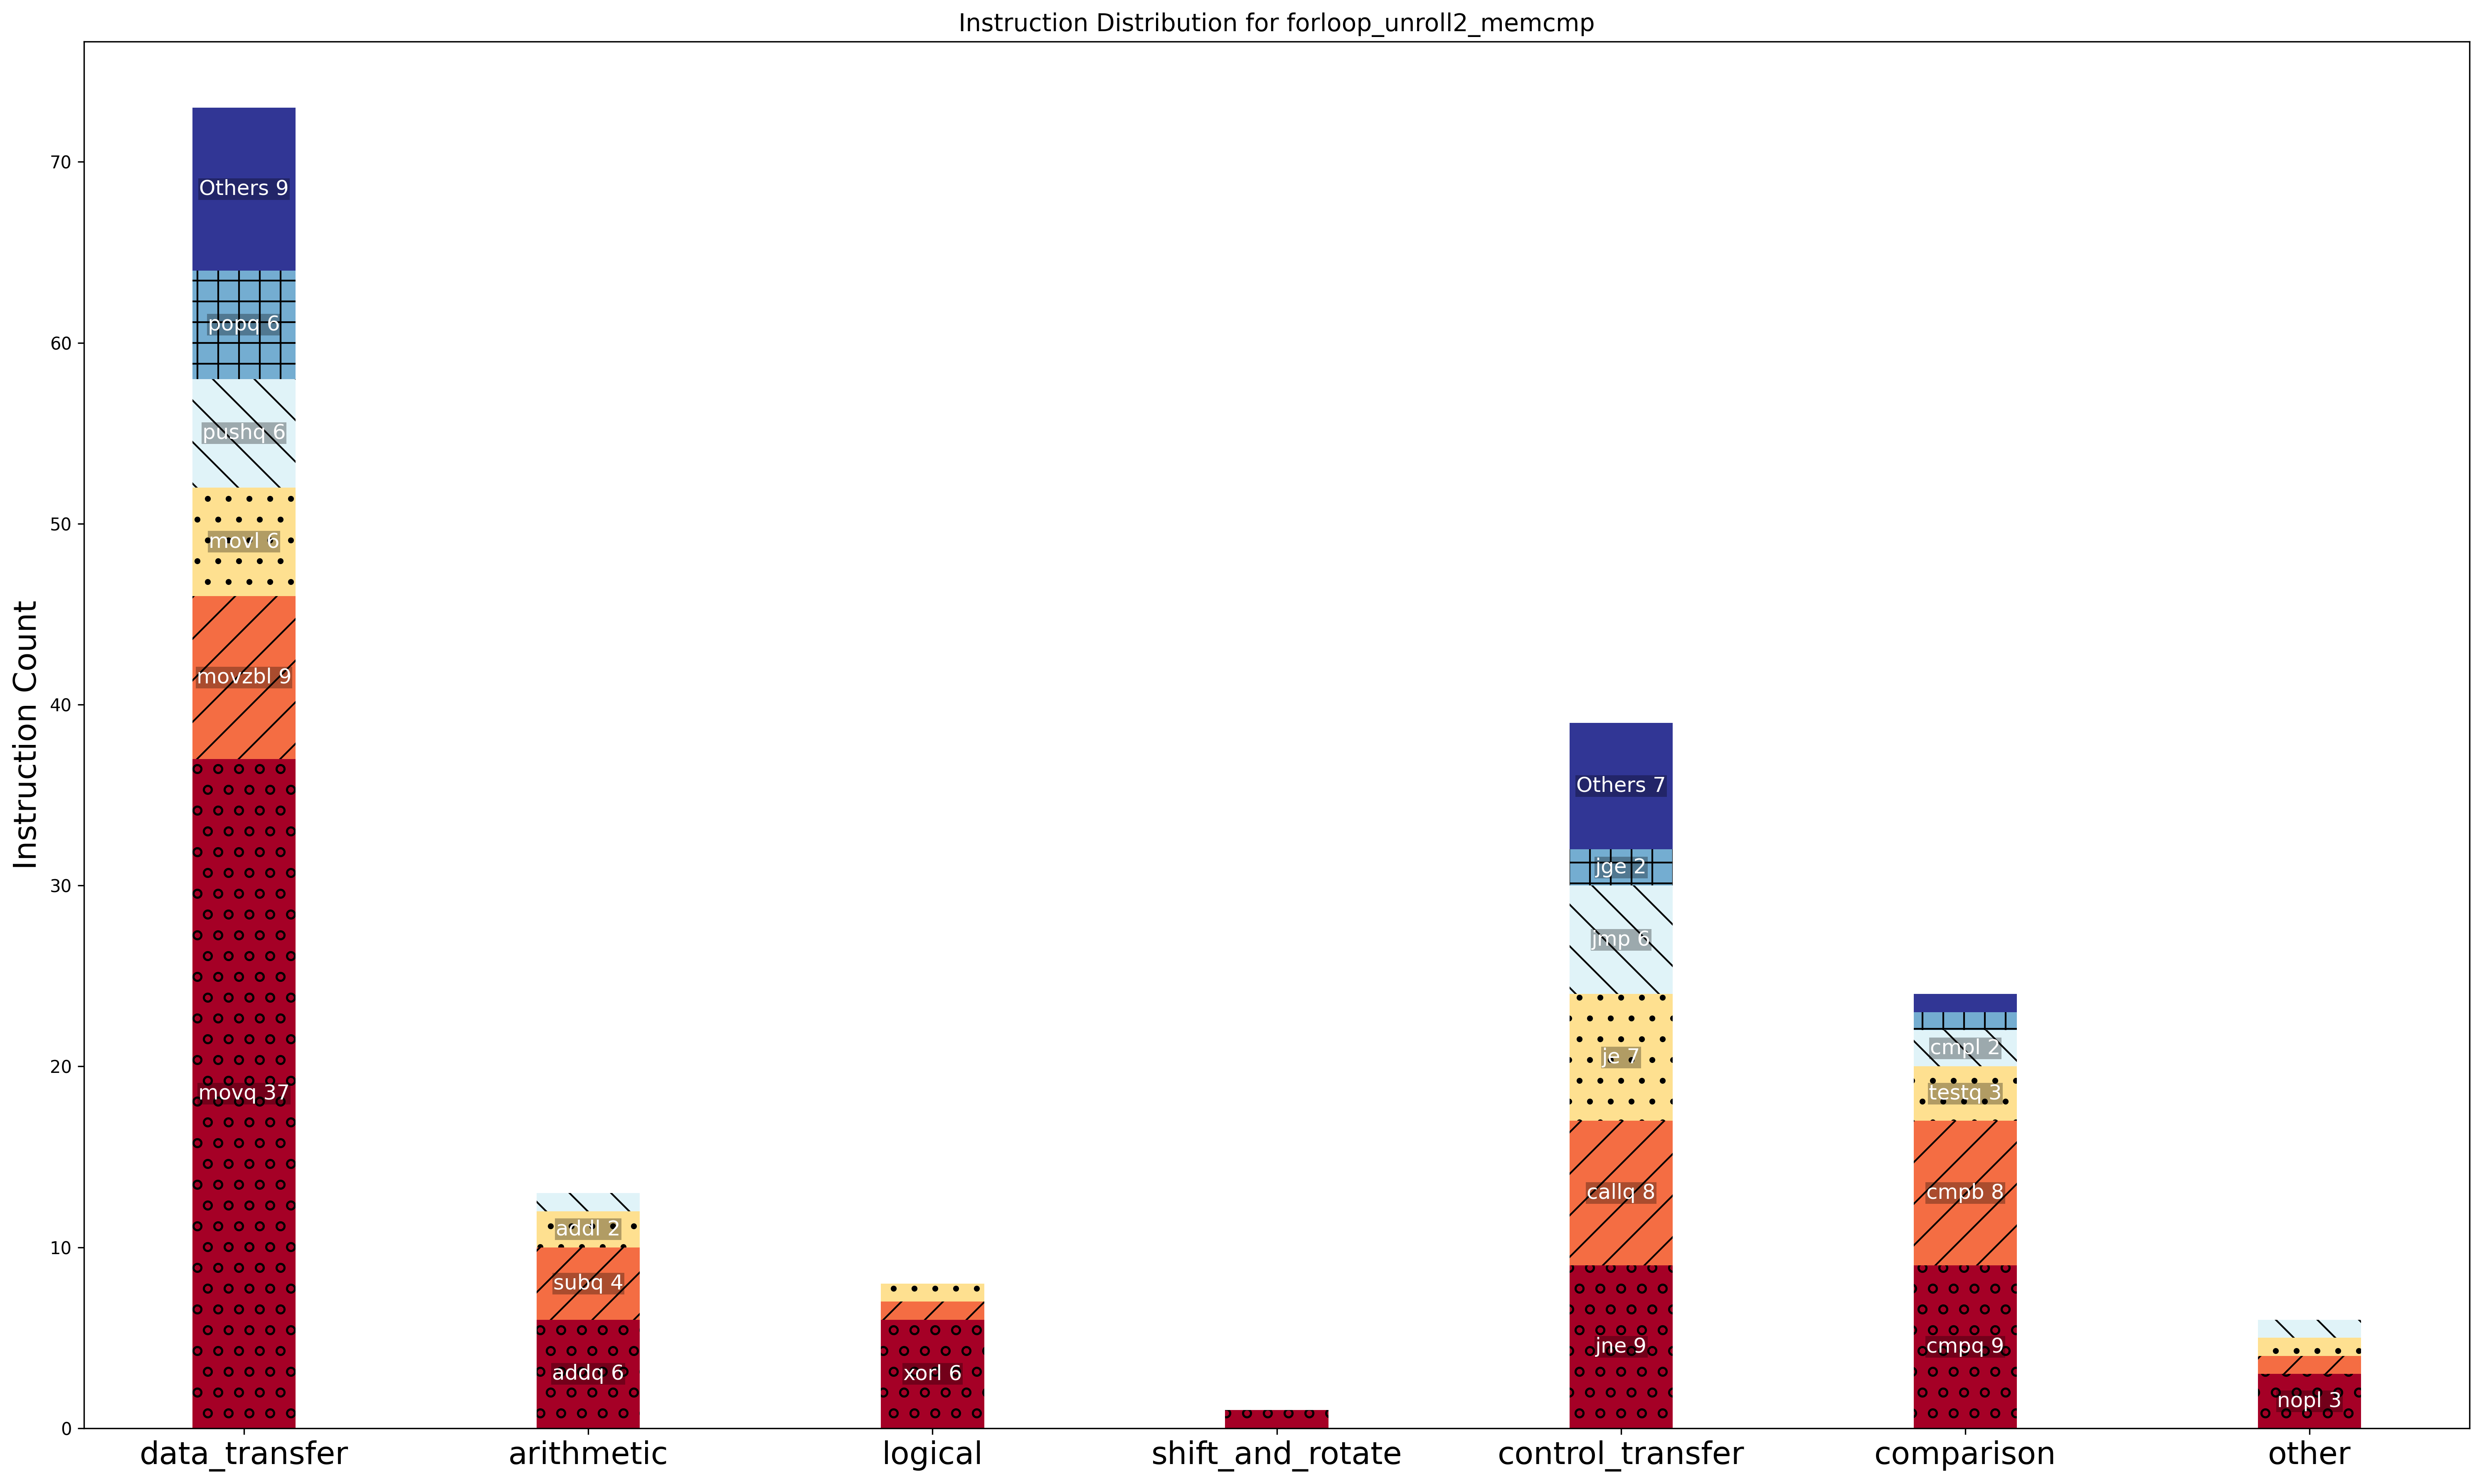 Instruction Distribution for forloop_unroll2_memcmp
Instruction Count
70
60
50
40
30
20
10
0
Others 9
popq 6
pushq 6
movl 6
movzbl 9
movq 37
addl 2
subq 4
addq 6
xorl 6
Others 7
jge 2
jmp 6
je 7
callq 8
jne 9
cmpl 2
testq 3
cmpb 8
cmpq 9
nopl 3
data_transfer
arithmetic
logical
shift_and_rotate
control_transfer
comparison
other